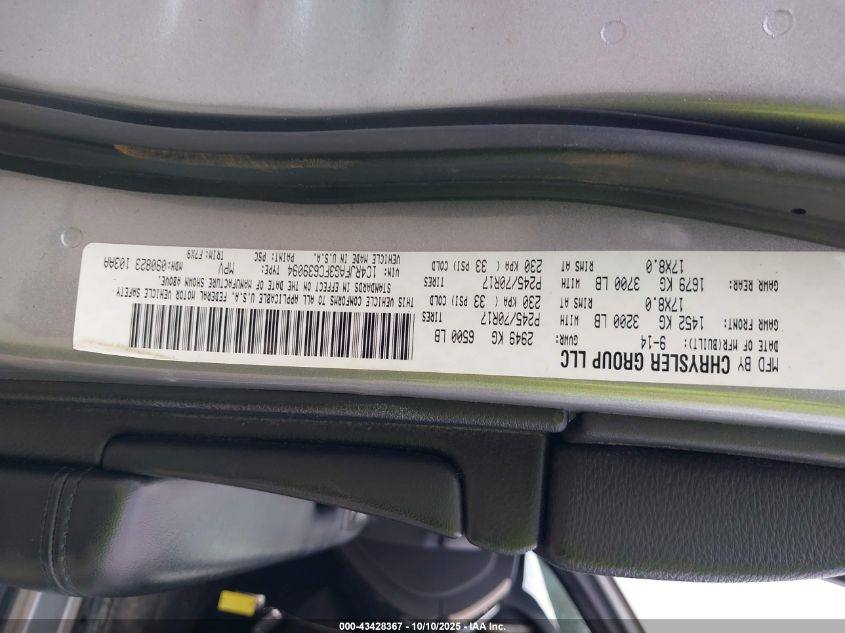 MFD BY CHRYSLER GROUP LLC
DATE OF MFR(BUILT): 9-14 GVWR: 2949 KG 6500 LB
GAWR FRONT: 1452 KG 3200 LB WITH P245/70R17 TIRES
17X8.0 RIMS AT 230 KPA ( 33 PSI) COLD
GAWR REAR: 1679 KG 3700 LB WITH P245/70R17 TIRES
17X8.0 RIMS AT 230 KPA ( 33 PSI) COLD
THIS VEHICLE CONFORMS TO ALL APPLICABLE U.S.A. FEDERAL MOTOR VEHICLE SAFETY
STANDARDS IN EFFECT ON THE DATE OF MANUFACTURE SHOWN ABOVE.
VIN: 1C4RJFAG3FC639094 TYPE: MPV MDH:090823 103AA
VEHICLE MADE IN U.S.A. PAINT: PSC TRIM: F7X9
000-43428367 - 10/10/2025 - IAA Inc.